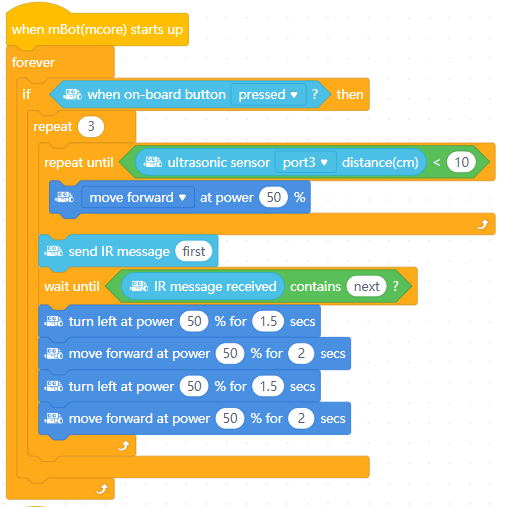 when mBot(mcore) starts up
forever
if when on-board button pressed ? then
repeat 3
repeat until ultrasonic sensor port3 distance(cm) < 10
move forward at power 50 %
send IR message first
wait until IR message received contains next ?
turn left at power 50 % for 1.5 secs
move forward at power 50 % for 2 secs
turn left at power 50 % for 1.5 secs
move forward at power 50 % for 2 secs